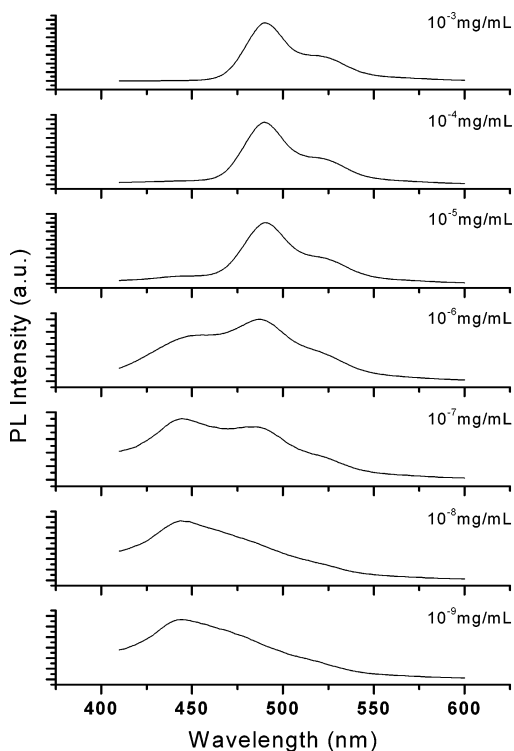 10⁻³mg/mL
10⁻⁴mg/mL
10⁻⁵mg/mL
10⁻⁶mg/mL
10⁻⁷mg/mL
10⁻⁸mg/mL
10⁻⁹mg/mL
PL Intensity (a.u.)
400 450 500 550 600
Wavelength (nm)